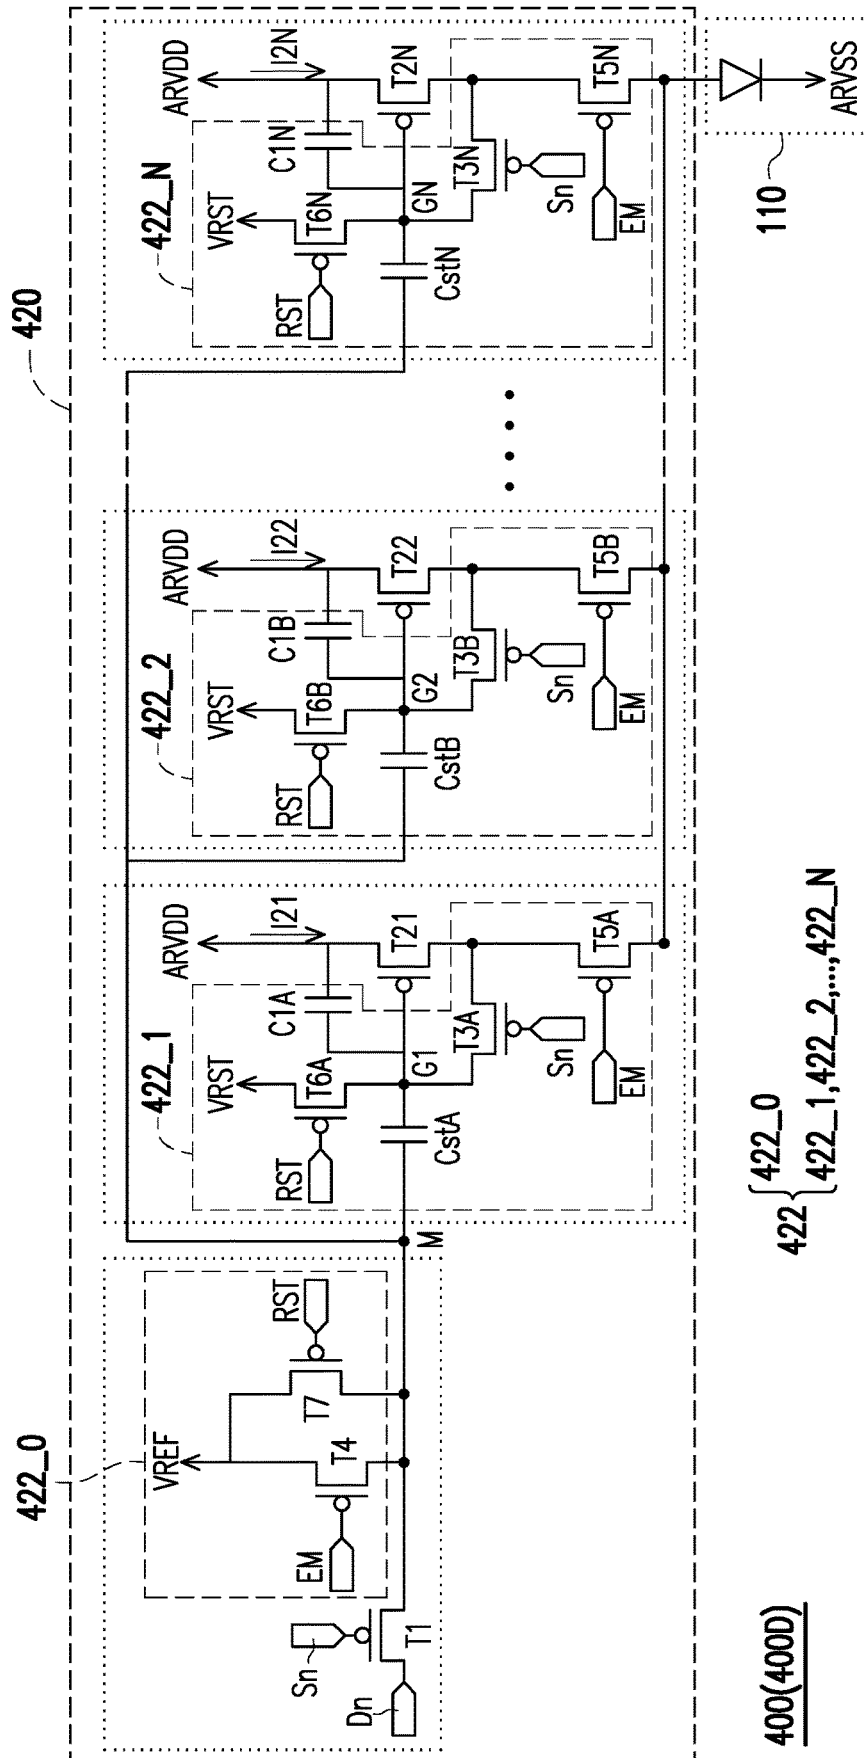 420
422_0
VREF
EM
T4
T7
RST
Sn
Dn
T1
M
422_1
VRST
RST
T6A
C1A
ARVDD
I21
T21
G1
CstA
T3A
Sn
EM
T5A
422_2
VRST
RST
T6B
C1B
ARVDD
I22
T22
G2
CstB
T3B
Sn
EM
T5B
422_N
VRST
RST
T6N
C1N
ARVDD
I2N
T2N
GN
CstN
T3N
Sn
EM
T5N
110
ARVSS
422
422_0
422_1,422_2,...,422_N
400(400D)